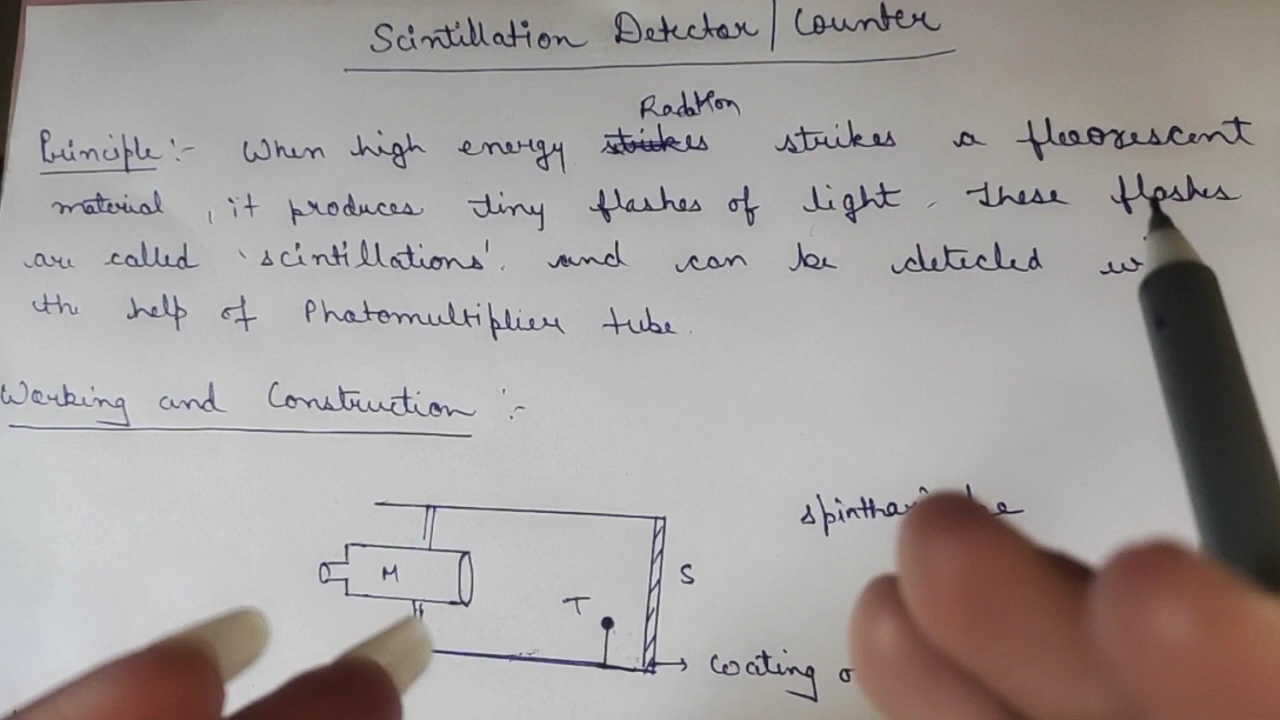 Scintillation Detector/Counter
Radation
Principle:- When high energy strikes strikes a fluorescent
material, it produces tiny flashes of light. These flashes
are called 'scintillations'. and can be detected
the help of Photomultiplier tube.
Working and Construction :-
M
T
S
Coating